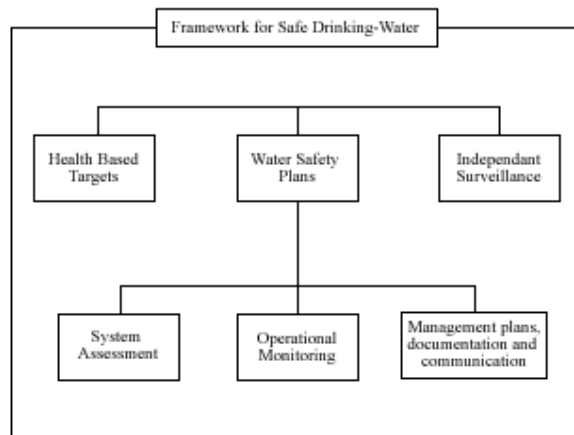 Framework for Safe Drinking-Water
Health Based
Targets
Water Safety
Plans
Independant
Surveillance
System
Assessment
Operational
Monitoring
Management plans,
documentation and
communication